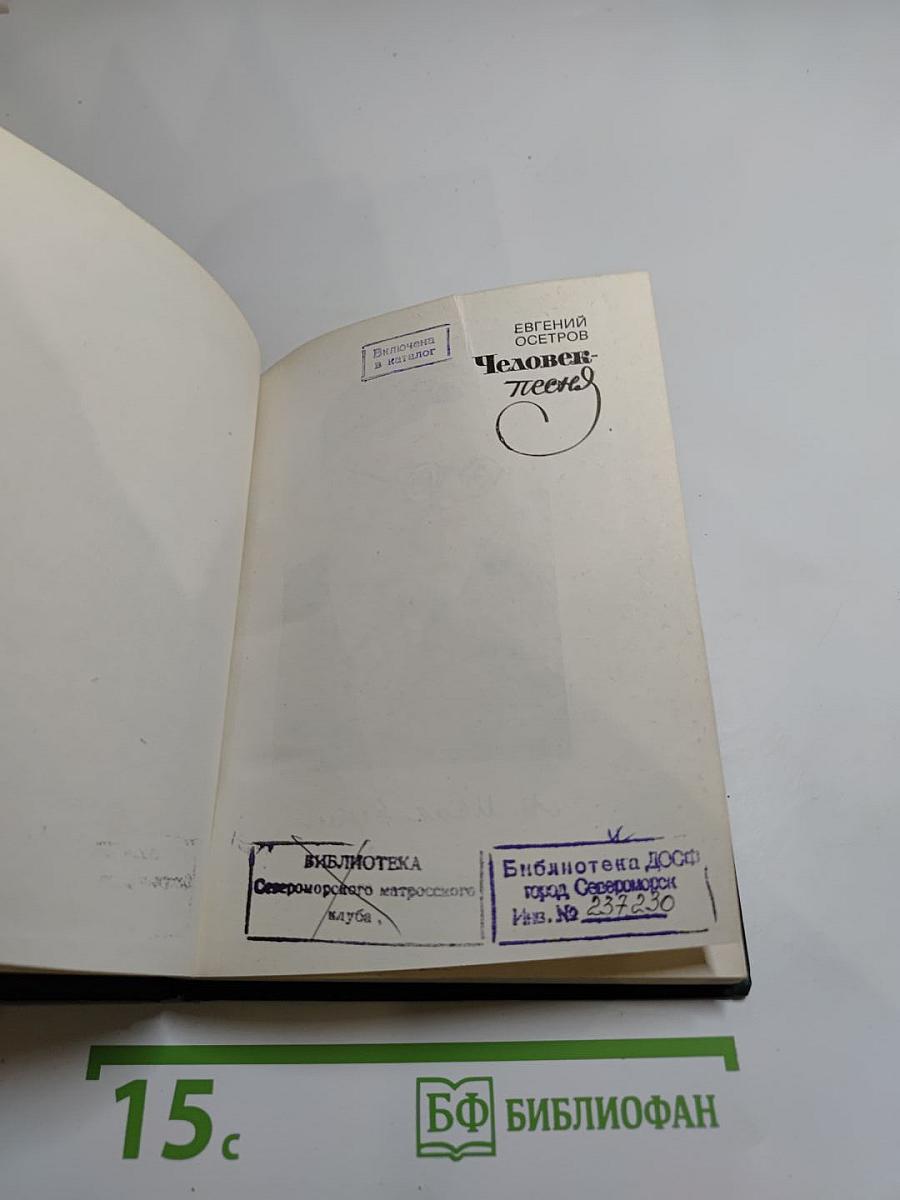 ЕВГЕНИЙ
ОСЕТРОВ
Человек-
песня
Включена
в каталог
БИБЛИОТЕКА
Североморского матросского
клуба,
Библиотека ДОСФ
город Североморск
Инв. № 237230
15 с
БФ БИБЛИОФАН